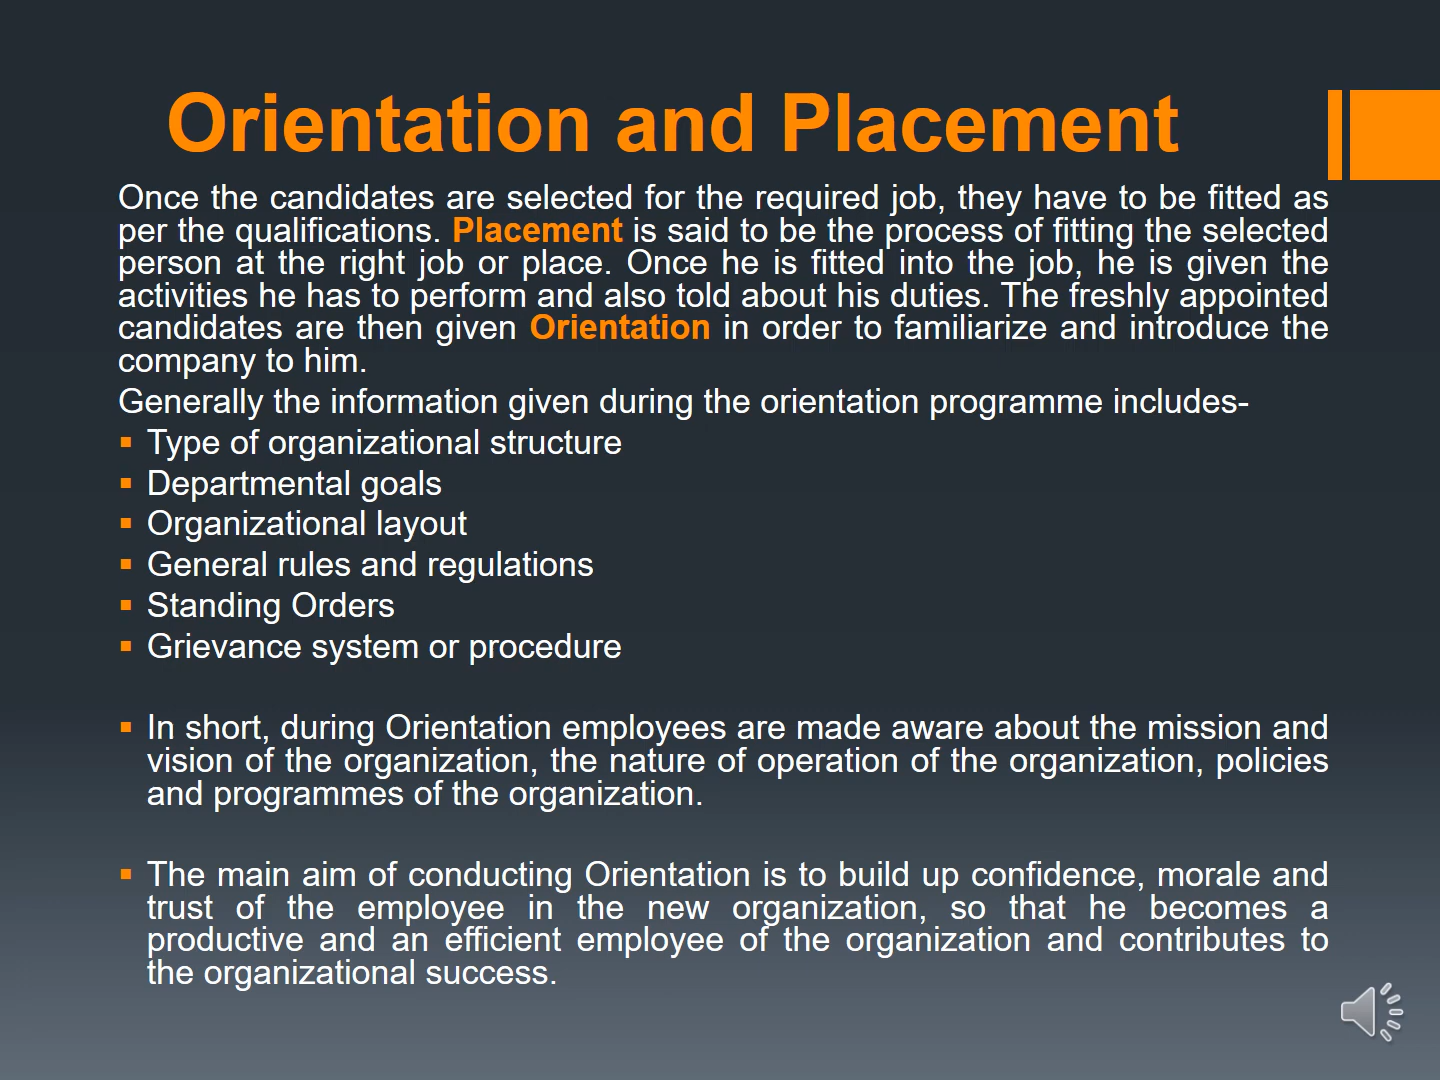 Orientation and Placement
Once the candidates are selected for the required job, they have to be fitted as
per the qualifications. Placement is said to be the process of fitting the selected
person at the right job or place. Once he is fitted into the job, he is given the
activities he has to perform and also told about his duties. The freshly appointed
candidates are then given Orientation in order to familiarize and introduce the
company to him.
Generally the information given during the orientation programme includes-
Type of organizational structure
Departmental goals
Organizational layout
General rules and regulations
Standing Orders
Grievance system or procedure
In short, during Orientation employees are made aware about the mission and
vision of the organization, the nature of operation of the organization, policies
and programmes of the organization.
The main aim of conducting Orientation is to build up confidence, morale and
trust of the employee in the new organization, so that he becomes a
productive and an efficient employee of the organization and contributes to
the organizational success.